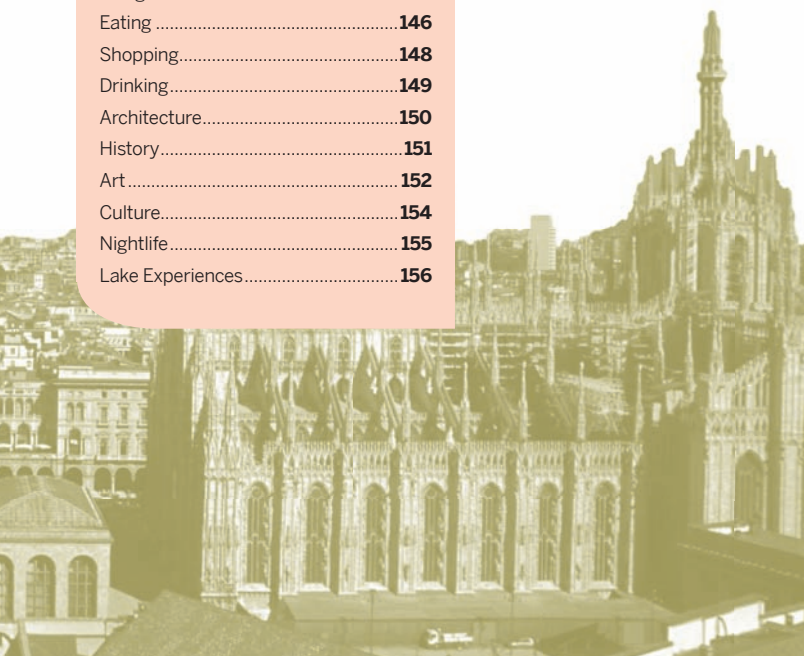 Eating ..................................................146
Shopping.............................................148
Drinking...............................................149
Architecture........................................150
History.................................................151
Art.......................................................152
Culture................................................154
Nightlife...............................................155
Lake Experiences...............................156